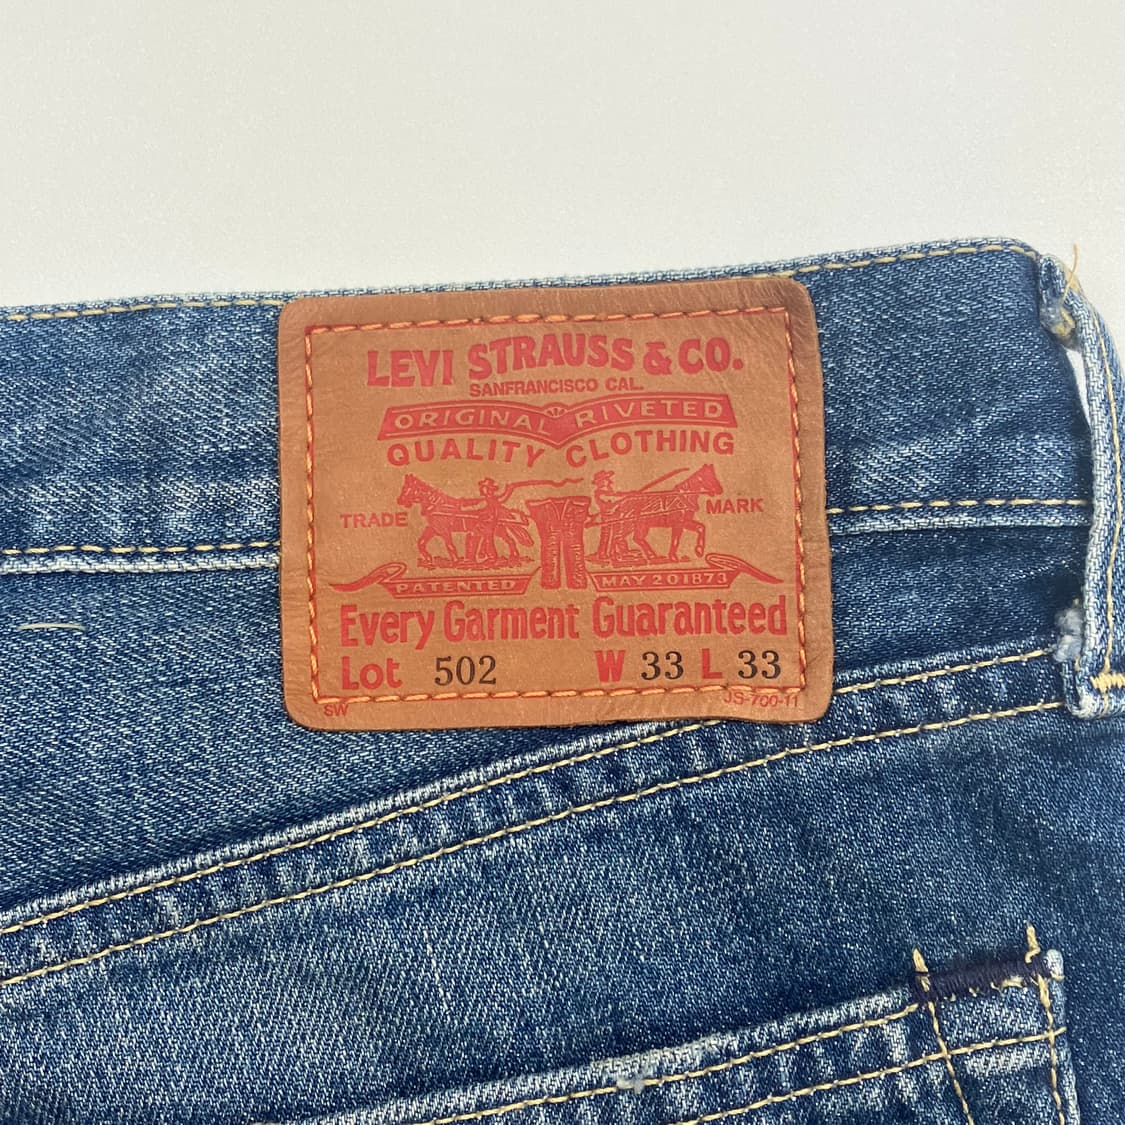 LEVI STRAUSS & CO.
SANFRANCISCO CAL.
ORIGINAL RIVETED
QUALITY CLOTHING
TRADE MARK
PATENTED MAY 20 1873
Every Garment Guaranteed
Lot 502 W 33 L 33
SW JS-700-11